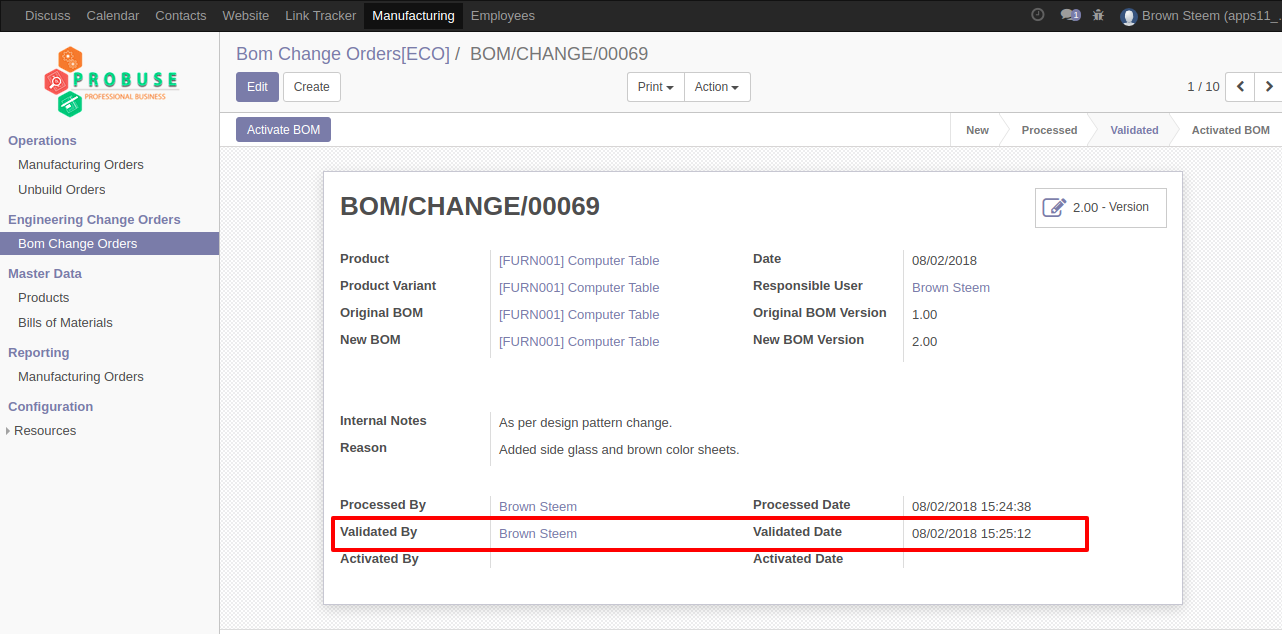 Discuss Calendar Contacts Website Link Tracker Manufacturing Employees 1 Brown Steem (apps11_..
PROBUSE
PROFESSIONAL BUSINESS
Operations
Manufacturing Orders
Unbuild Orders
Engineering Change Orders
Bom Change Orders
Master Data
Products
Bills of Materials
Reporting
Manufacturing Orders
Configuration
Resources
Bom Change Orders[ECO] / BOM/CHANGE/00069
Edit Create Print Action 1 / 10
Activate BOM New Processed Validated Activated BOM
BOM/CHANGE/00069
2.00 - Version
Product [FURN001] Computer Table Date 08/02/2018
Product Variant [FURN001] Computer Table Responsible User Brown Steem
Original BOM [FURN001] Computer Table Original BOM Version 1.00
New BOM [FURN001] Computer Table New BOM Version 2.00
Internal Notes As per design pattern change.
Reason Added side glass and brown color sheets.
Processed By Brown Steem Processed Date 08/02/2018 15:24:38
Validated By Brown Steem Validated Date 08/02/2018 15:25:12
Activated By Activated Date